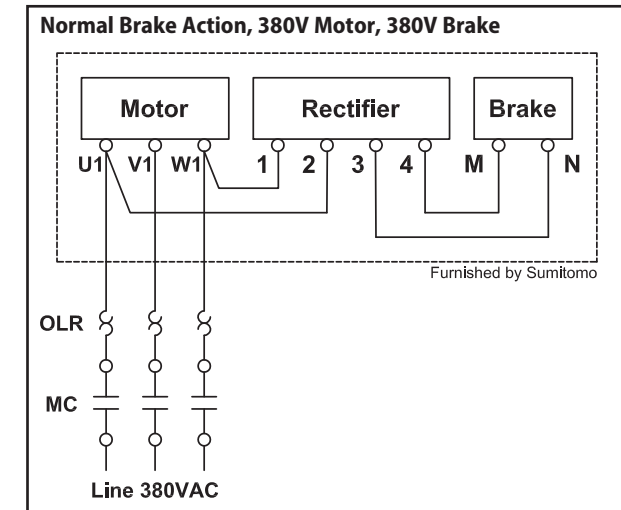 Normal Brake Action, 380V Motor, 380V Brake
Motor Rectifier Brake
U1 V1 W1 1 2 3 4 M N
Furnished by Sumitomo
OLR
MC
Line 380VAC